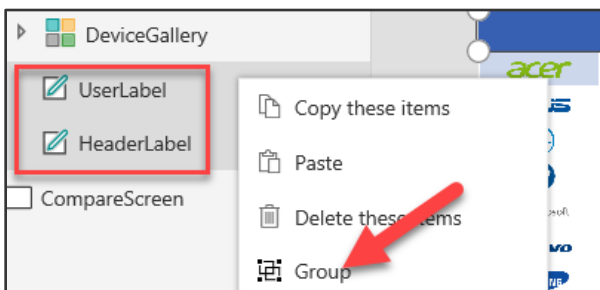 DeviceGallery
UserLabel
HeaderLabel
CompareScreen
Copy these items
Paste
Delete these items
Group
acer